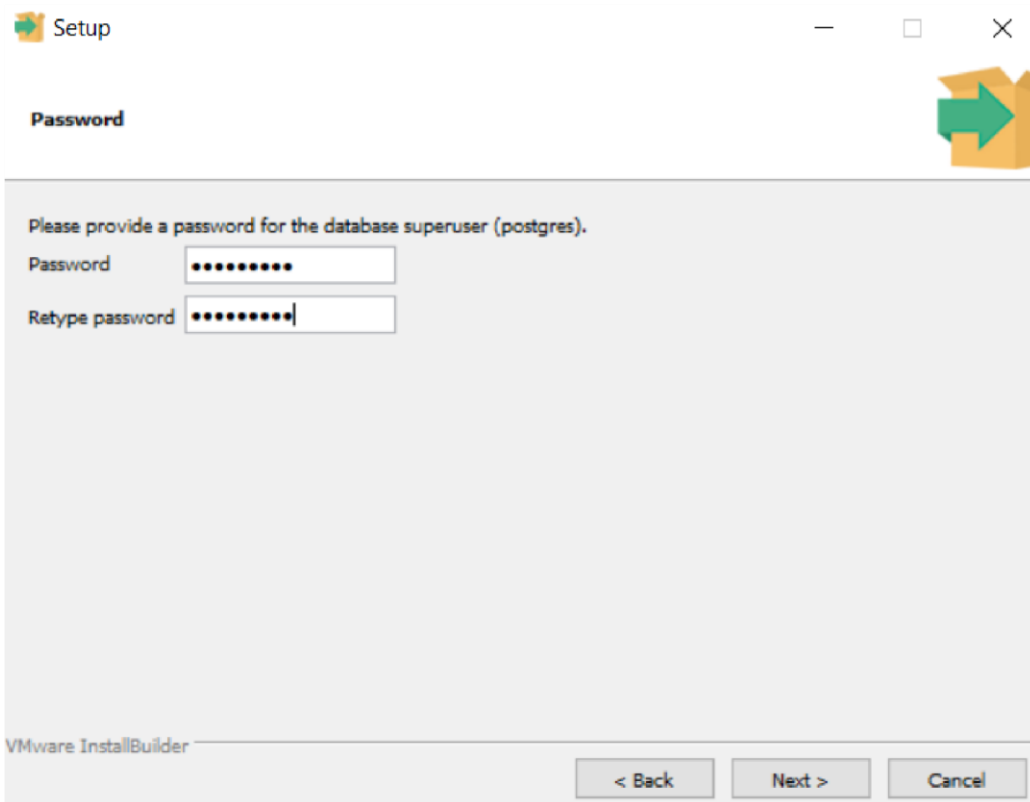 Setup
Password
Please provide a password for the database superuser (postgres).
Password •••••••••
Retype password •••••••••
VMware InstallBuilder
< Back Next > Cancel